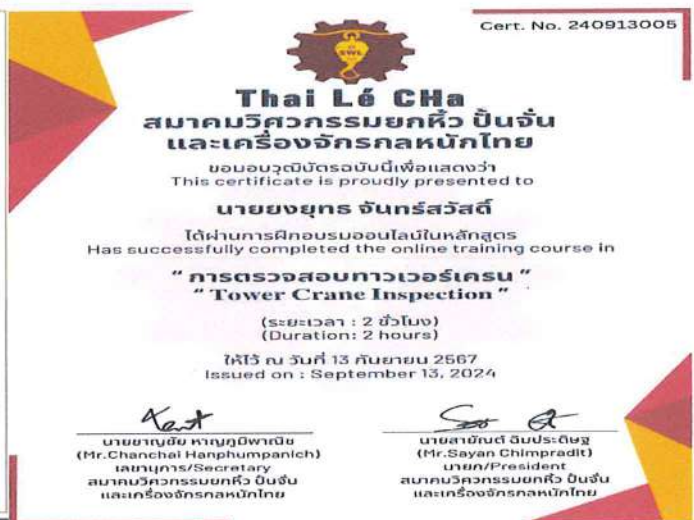 Cert. No. 240913005
SWL
Thai Lé CHa
สมาคมวิศวกรรมยกหิ้ว ปั้นจั่น
และเครื่องจักรกลหนักไทย
ขอมอบวุฒิบัตรฉบับนี้เพื่อแสดงว่า
This certificate is proudly presented to
นายยงยุทธ จันทร์สวัสดิ์
ได้ผ่านการฝึกอบรมออนไลน์ในหลักสูตร
Has successfully completed the online training course in
“ การตรวจสอบทาวเวอร์เครน “
“ Tower Crane Inspection ”
(ระยะเวลา : 2 ชั่วโมง)
(Duration: 2 hours)
ให้ไว้ ณ วันที่ 13 กันยายน 2567
Issued on : September 13, 2024
นายชาญชัย หาญภูมิพาณิช
(Mr.Chanchai Hanphumpanich)
เลขานุการ/Secretary
สมาคมวิศวกรรมยกหิ้ว ปั้นจั่น
และเครื่องจักรกลหนักไทย
นายสายัณต์ ฉิมประดิษฐ
(Mr.Sayan Chimpradit)
นายก/President
สมาคมวิศวกรรมยกหิ้ว ปั้นจั่น
และเครื่องจักรกลหนักไทย